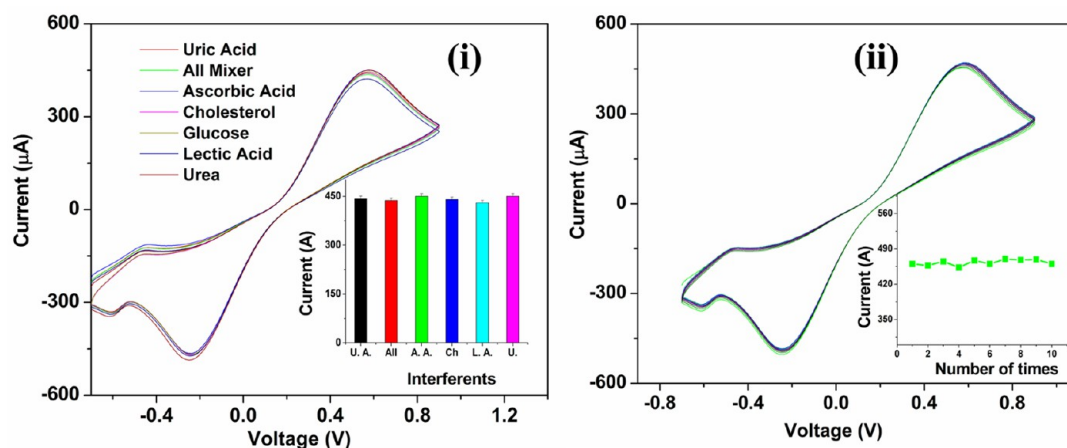 600
300
0
-300
-600
Current (µA)
Uric Acid
All Mixer
Ascorbic Acid
Cholesterol
Glucose
Lectic Acid
Urea
(i)
450
300
150
0
Current (A)
U. A. All A. A. Ch L. A. U.
Interferents
-0.4 0.0 0.4 0.8 1.2
Voltage (V)
600
300
0
-300
-600
Current (µA)
(ii)
560
490
420
350
Current (A)
0 2 4 6 8 10
Number of times
-0.8 -0.4 0.0 0.4 0.8
Voltage (V)